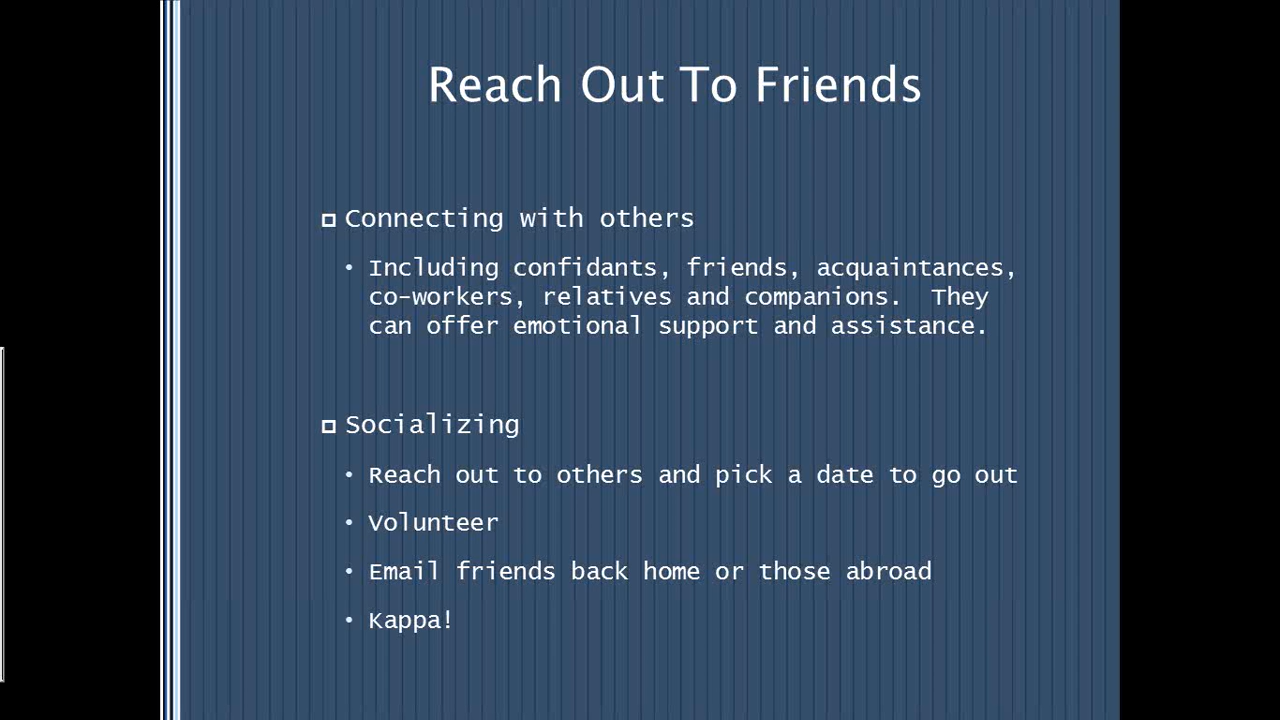 Reach Out To Friends
Connecting with others
• Including confidants, friends, acquaintances,
co-workers, relatives and companions.  They
can offer emotional support and assistance.
Socializing
• Reach out to others and pick a date to go out
• Volunteer
• Email friends back home or those abroad
• Kappa!